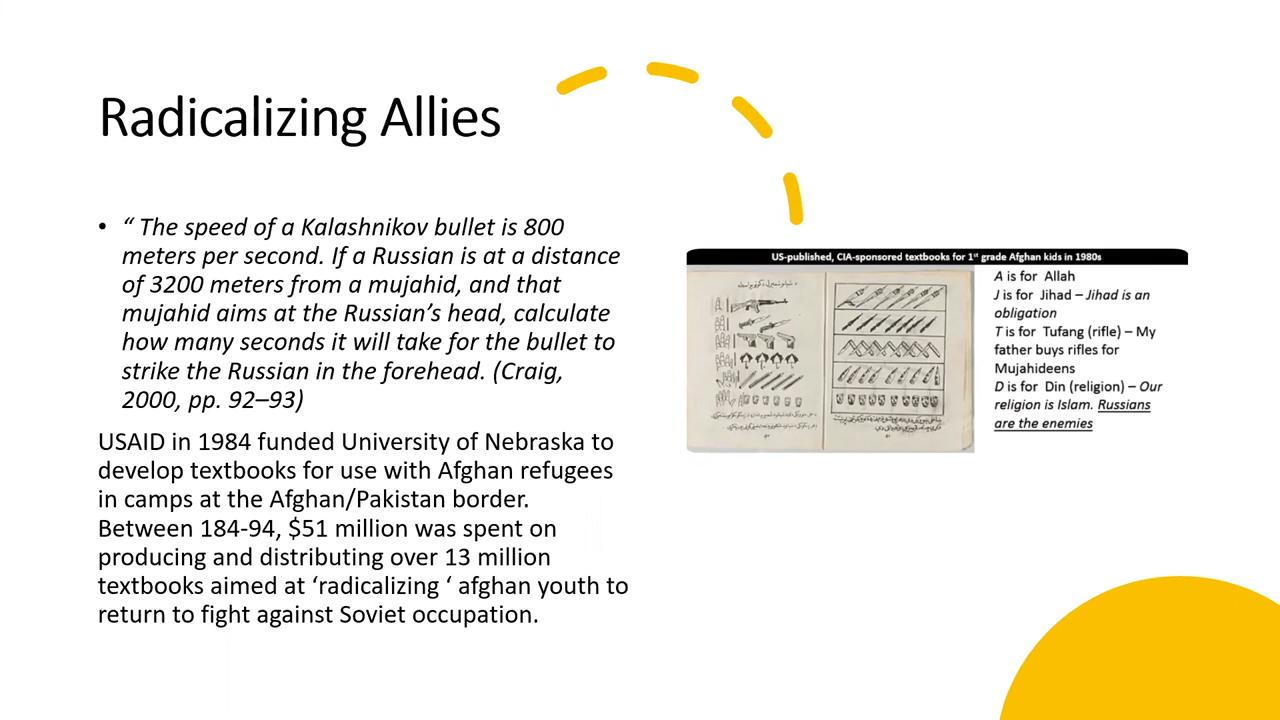 Radicalizing Allies
• “ The speed of a Kalashnikov bullet is 800
meters per second. If a Russian is at a distance
of 3200 meters from a mujahid, and that
mujahid aims at the Russian’s head, calculate
how many seconds it will take for the bullet to
strike the Russian in the forehead. (Craig,
2000, pp. 92–93)
USAID in 1984 funded University of Nebraska to
develop textbooks for use with Afghan refugees
in camps at the Afghan/Pakistan border.
Between 184-94, $51 million was spent on
producing and distributing over 13 million
textbooks aimed at ‘radicalizing ‘ afghan youth to
return to fight against Soviet occupation.
US-published, CIA-sponsored textbooks for 1st grade Afghan kids in 1980s
A is for Allah
J is for Jihad – Jihad is an
obligation
T is for Tufang (rifle) – My
father buys rifles for
Mujahideens
D is for Din (religion) – Our
religion is Islam. Russians
are the enemies